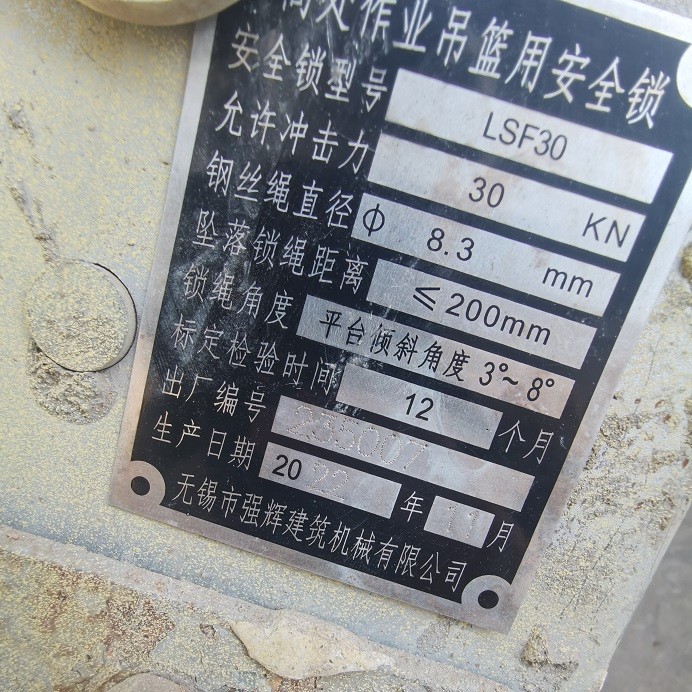 高处作业吊篮用安全锁
安全锁型号 LSF30
允许冲击力 30 KN
钢丝绳直径 Φ 8.3 mm
坠落锁绳距离 ≤200mm
锁绳角度 平台倾斜角度 3°~8°
标定检验时间 12 个月
出厂编号 235007
生产日期 2022 年 11 月
无锡市强辉建筑机械有限公司